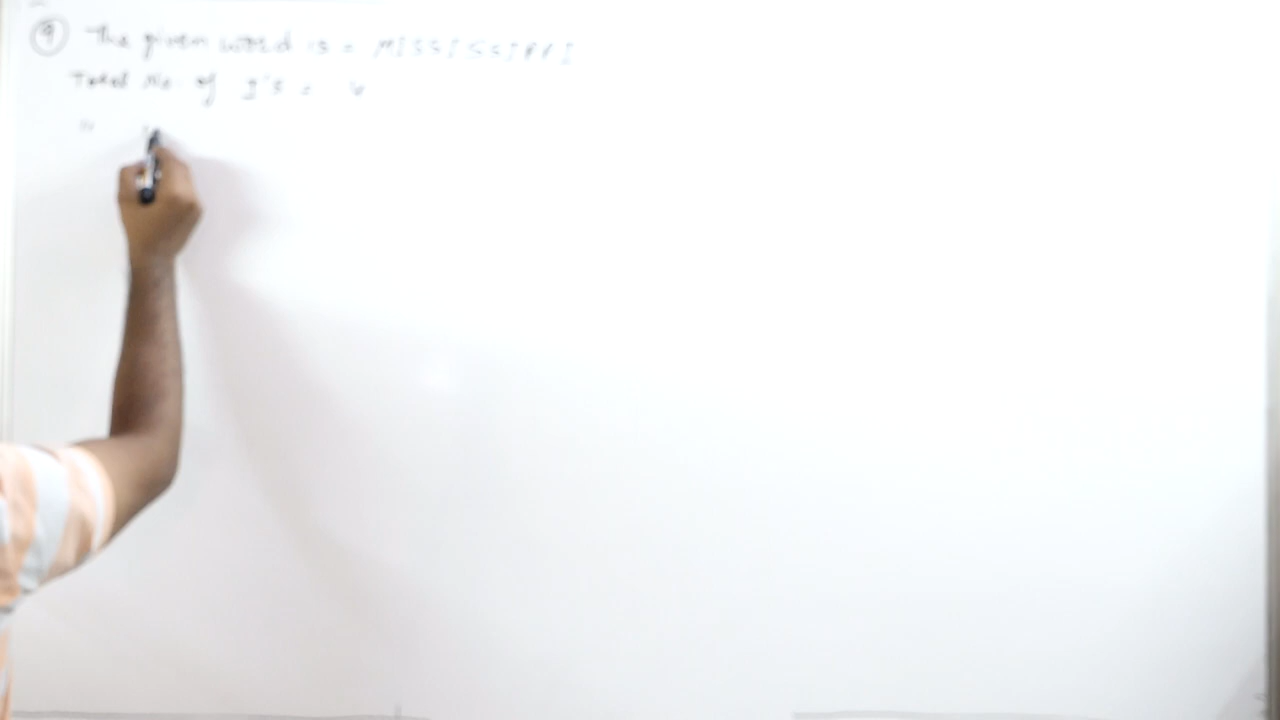 9 The given word is = MISSISSIPPI
Total No. of I's = 4
" "